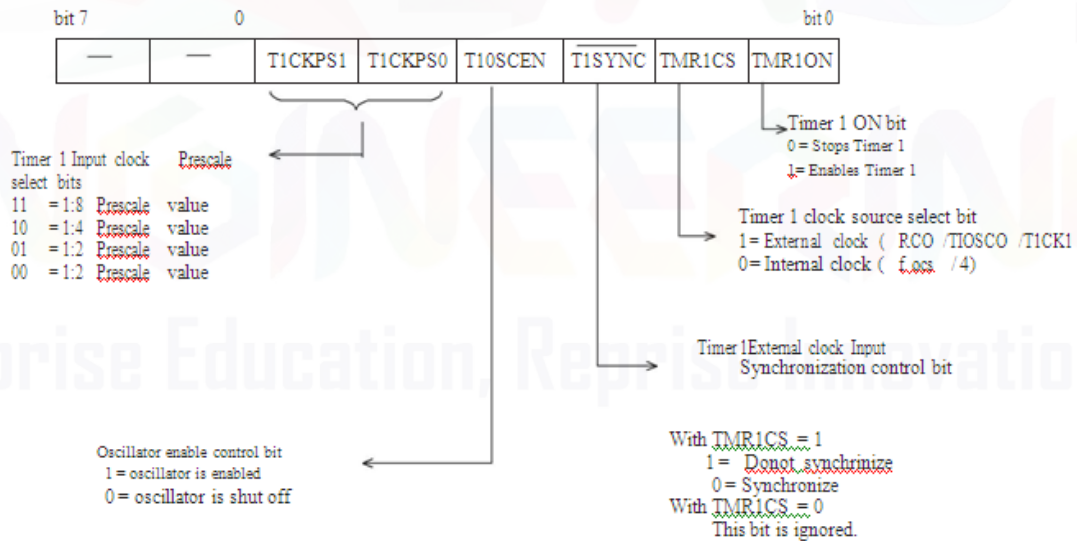 bit 7 0 bit 0
— — T1CKPS1 T1CKPS0 T10SCEN T1SYNC TMR1CS TMR1ON
Timer 1 ON bit
0 = Stops Timer 1
1= Enables Timer 1
Timer 1 Input clock Prescale
select bits
11 =1:8 Prescale value
10 =1:4 Prescale value
01 =1:2 Prescale value
00 =1:2 Prescale value
Timer 1 clock source select bit
1= External clock ( RCO /TIOSCO /T1CK1
0= Internal clock ( f.ocs /4)
Timer 1External clock Input
Synchronization control bit
prise Education, Reprise Innovatio
Oscillator enable control bit
1 = oscillator is enabled
0 = oscillator is shut off
With TMR1CS = 1
1 = Donot synchrinize
0 = Synchronize
With TMR1CS = 0
This bit is ignored.